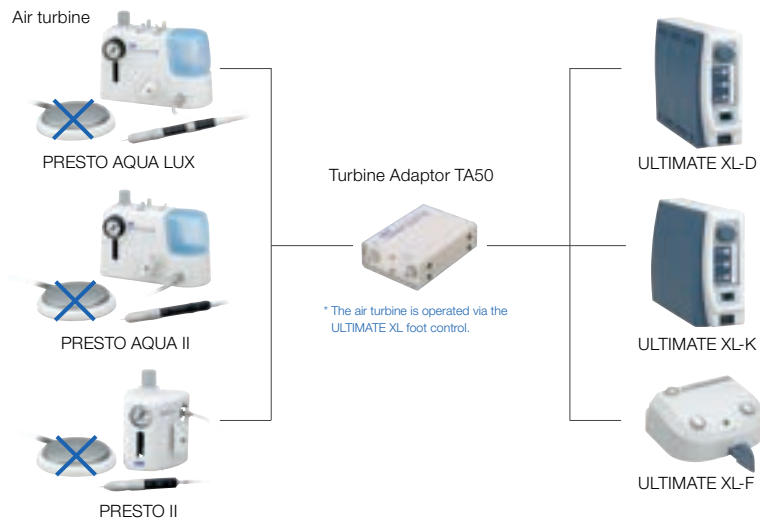 Air turbine
PRESTO AQUA LUX
PRESTO AQUA II
PRESTO II
Turbine Adaptor TA50
* The air turbine is operated via the
ULTIMATE XL foot control.
ULTIMATE XL-D
ULTIMATE XL-K
ULTIMATE XL-F